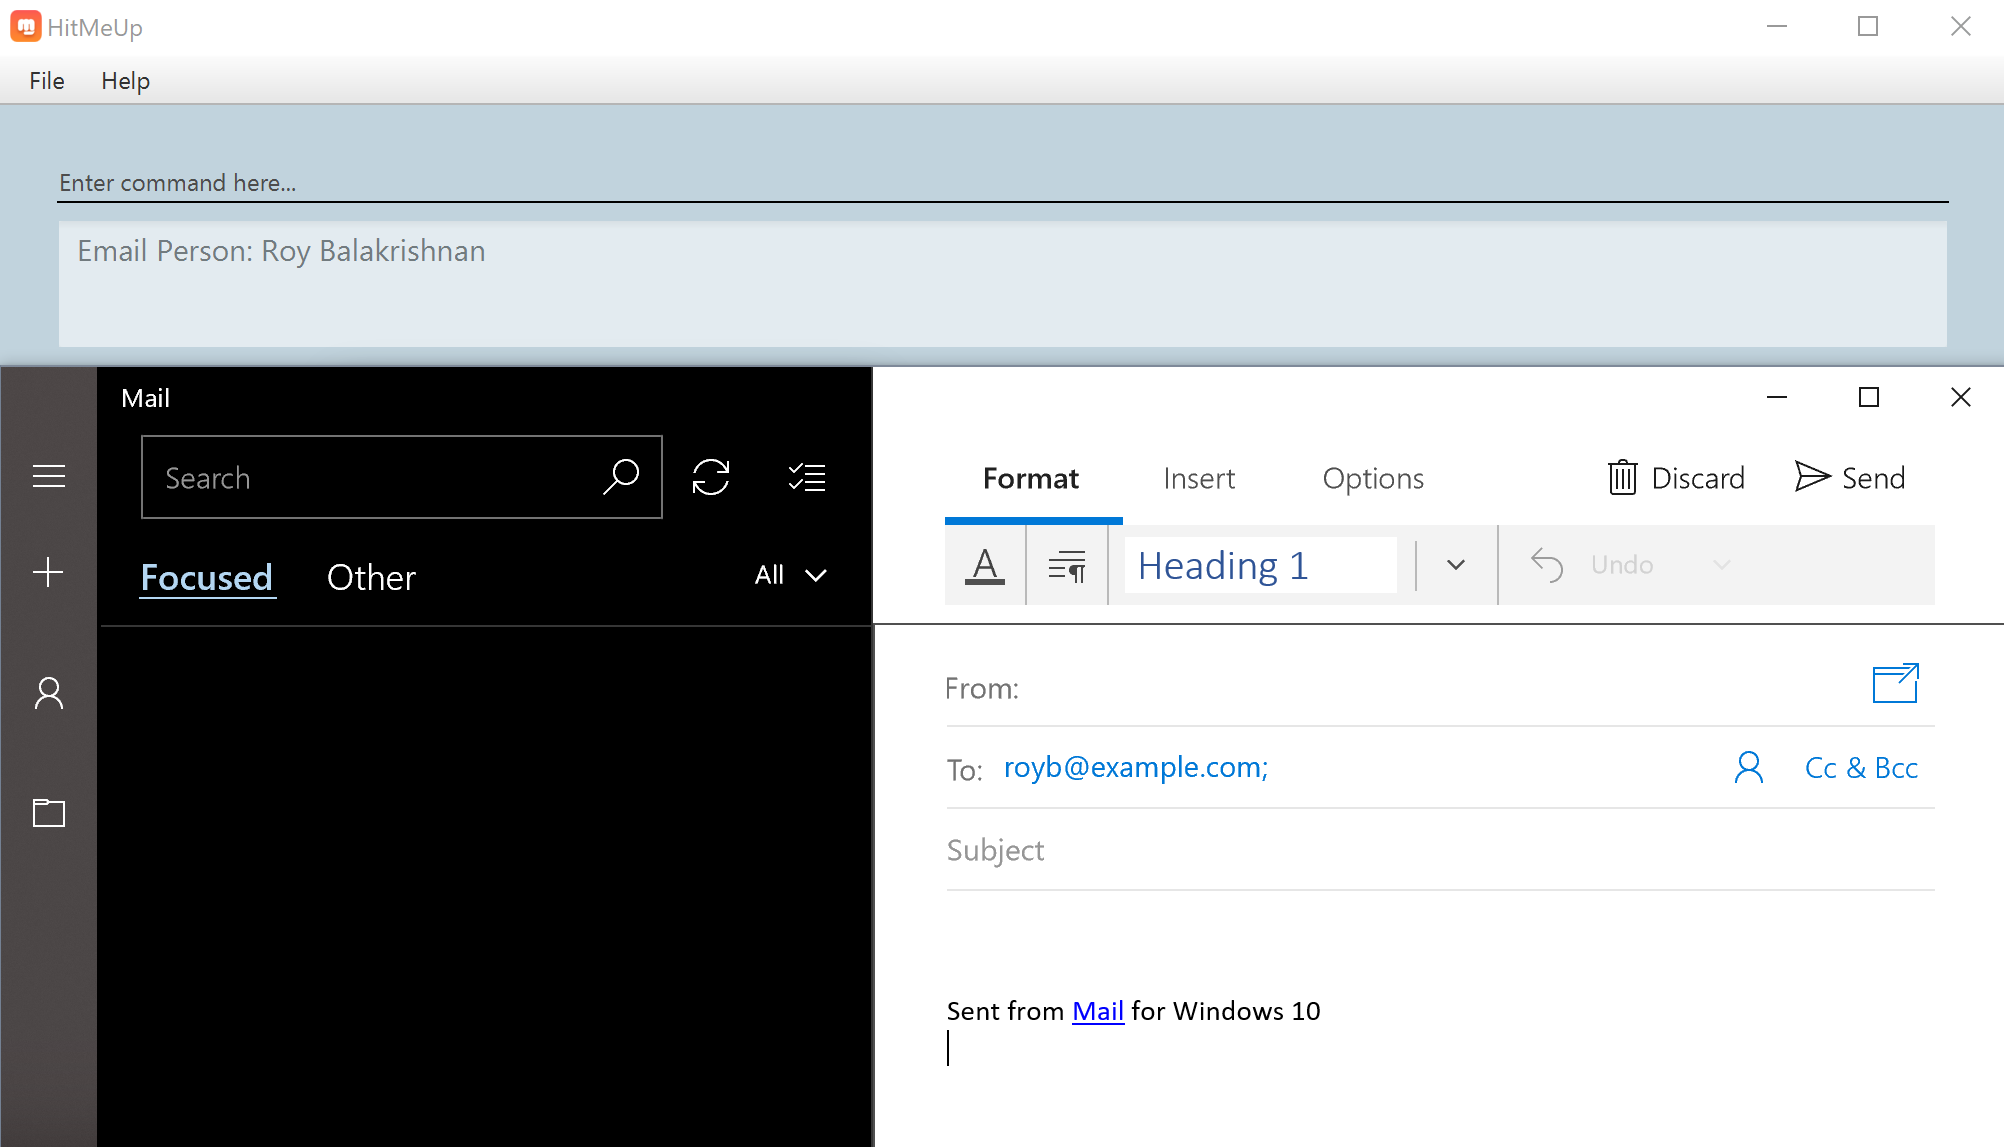 HitMeUp
File Help
Enter command here...
Email Person: Roy Balakrishnan
Mail
Search
Focused Other All
Format Insert Options Discard Send
A Heading 1 Undo
From:
To: royb@example.com; Cc & Bcc
Subject
Sent from Mail for Windows 10